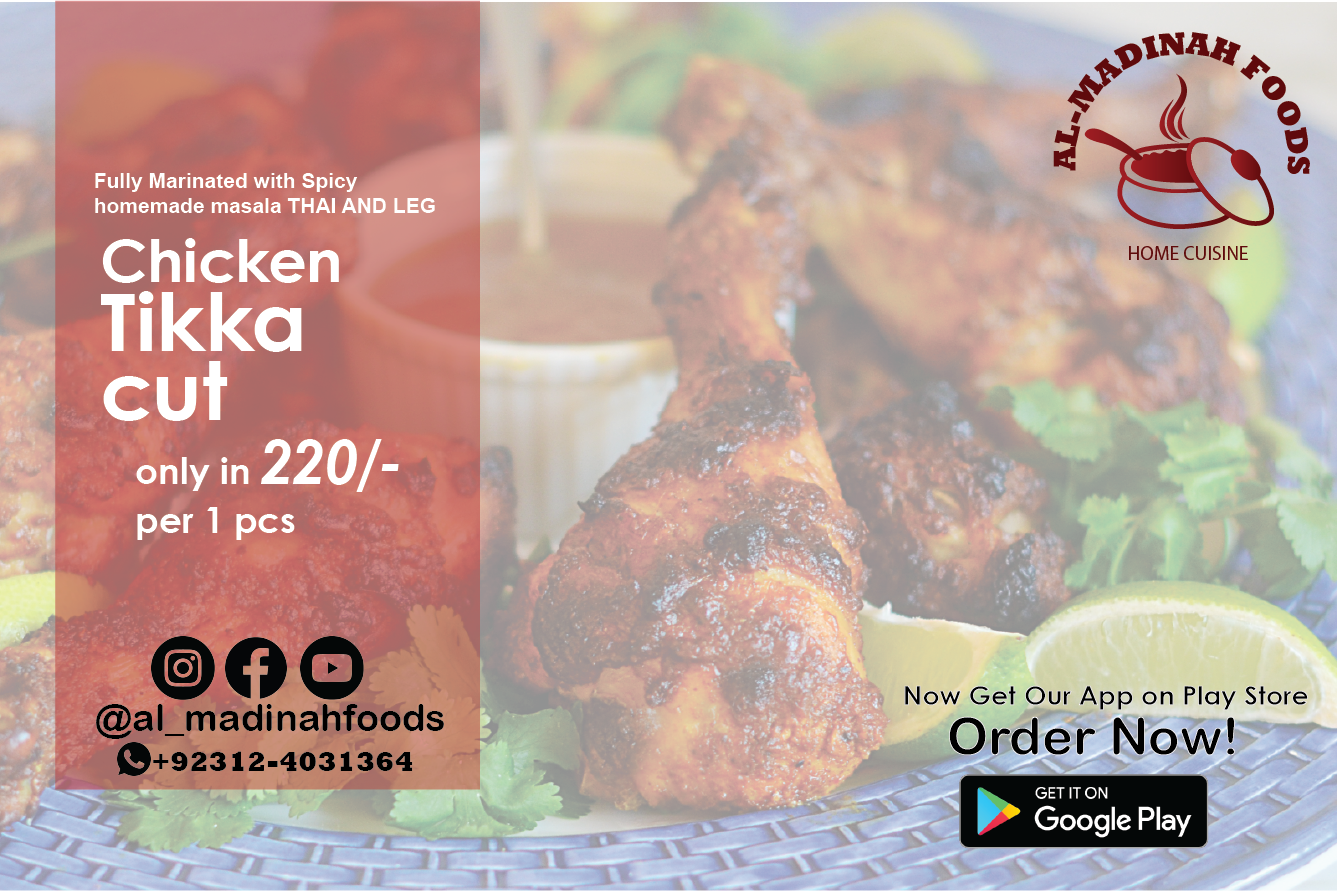 AL-MADINAH FOODS
HOME CUISINE
Fully Marinated with Spicy
homemade masala THAI AND LEG
Chicken
Tikka
cut
only in 220/-
per 1 pcs
@al_madinahfoods
+92312-4031364
Now Get Our App on Play Store
Order Now!
GET IT ON
Google Play